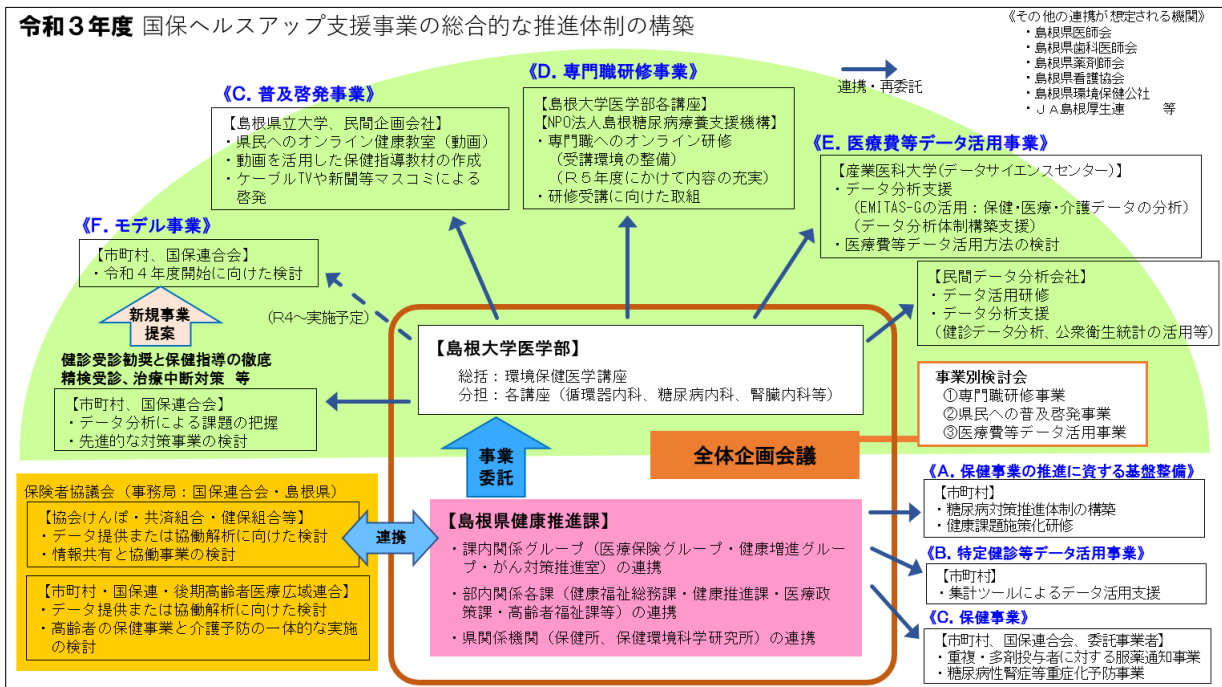 令和３年度 国保ヘルスアップ支援事業の総合的な推進体制の構築
《その他の連携が想定される機関》
・島根県医師会
・島根県歯科医師会
・島根県薬剤師会
・島根県看護協会
・島根県環境保健公社
・ＪＡ島根厚生連　等
連携・再委託
《D．専門職研修事業》
【島根大学医学部各講座】
【NPO法人島根糖尿病療養支援機構】
・専門職へのオンライン研修
（受講環境の整備）
（Ｒ５年度にかけて内容の充実）
・研修受講に向けた取組
《C．普及啓発事業》
【島根県立大学、民間企画会社】
・県民へのオンライン健康教室（動画）
・動画を活用した保健指導教材の作成
・ケーブルTVや新聞等マスコミによる
啓発
《E．医療費等データ活用事業》
【産業医科大学(データサイエンスセンター)】
・データ分析支援
(EMITAS-Gの活用：保健・医療・介護データの分析)
(データ分析体制構築支援)
・医療費等データ活用方法の検討
《F．モデル事業》
【市町村、国保連合会】
・令和４年度開始に向けた検討
【民間データ分析会社】
・データ活用研修
・データ分析支援
(健診データ分析、公衆衛生統計の活用等)
新規事業
提案
(R4～実施予定)
健診受診勧奨と保健指導の徹底
精検受診、治療中断対策 等
【市町村、国保連合会】
・データ分析による課題の把握
・先進的な対策事業の検討
【島根大学医学部】
総括：環境保健医学講座
分担：各講座（循環器内科、糖尿病内科、腎臓内科等）
事業別検討会
①専門職研修事業
②県民への普及啓発事業
③医療費等データ活用事業
事業
委託
全体企画会議
保険者協議会（事務局：国保連合会・島根県）
【協会けんぽ・共済組合・健保組合等】
・データ提供または協働解析に向けた検討
・情報共有と協働事業の検討
【市町村・国保連・後期高齢者医療広域連合】
・データ提供または協働解析に向けた検討
・高齢者の保健事業と介護予防の一体的な実施
の検討
連携
【島根県健康推進課】
・課内関係グループ（医療保険グループ・健康増進グルー
プ・がん対策推進室）の連携
・部内関係各課（健康福祉総務課・健康推進課・医療政
策課・高齢者福祉課等）の連携
・県関係機関（保健所、保健環境科学研究所）の連携
《A．保健事業の推進に資する基盤整備》
【市町村】
・糖尿病対策推進体制の構築
・健康課題施策化研修
《B．特定健診等データ活用事業》
【市町村】
・集計ツールによるデータ活用支援
《C．保健事業》
【市町村、国保連合会、委託事業者】
・重複・多剤投与者に対する服薬通知事業
・糖尿病性腎症等重症化予防事業